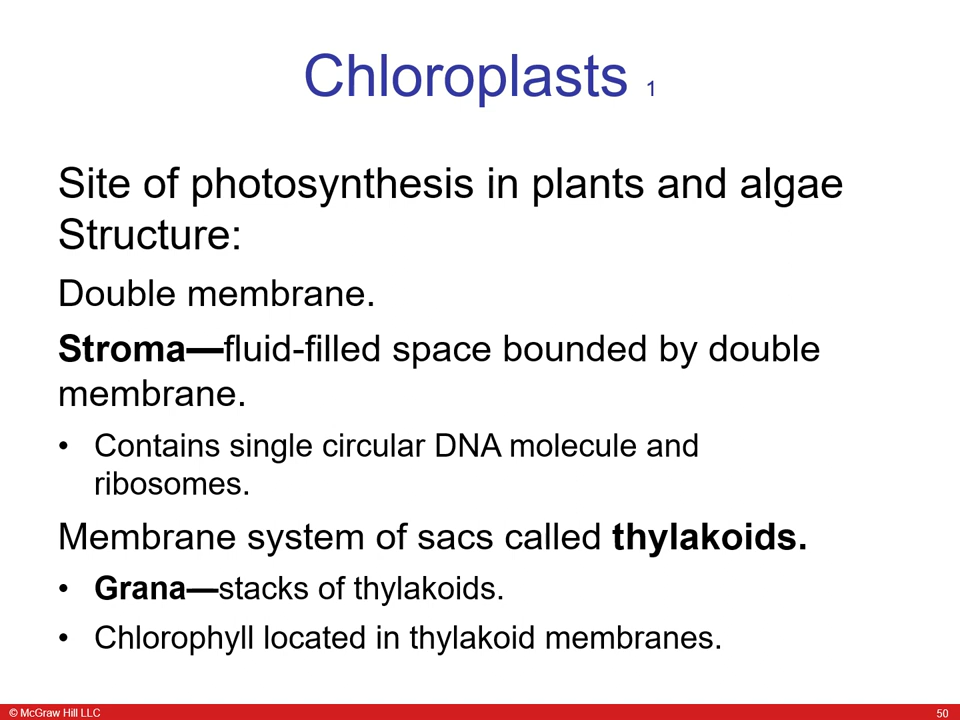 Chloroplasts 1
Site of photosynthesis in plants and algae
Structure:
Double membrane.
Stroma—fluid-filled space bounded by double
membrane.
• Contains single circular DNA molecule and
ribosomes.
Membrane system of sacs called thylakoids.
• Grana—stacks of thylakoids.
• Chlorophyll located in thylakoid membranes.
© McGraw Hill LLC
50